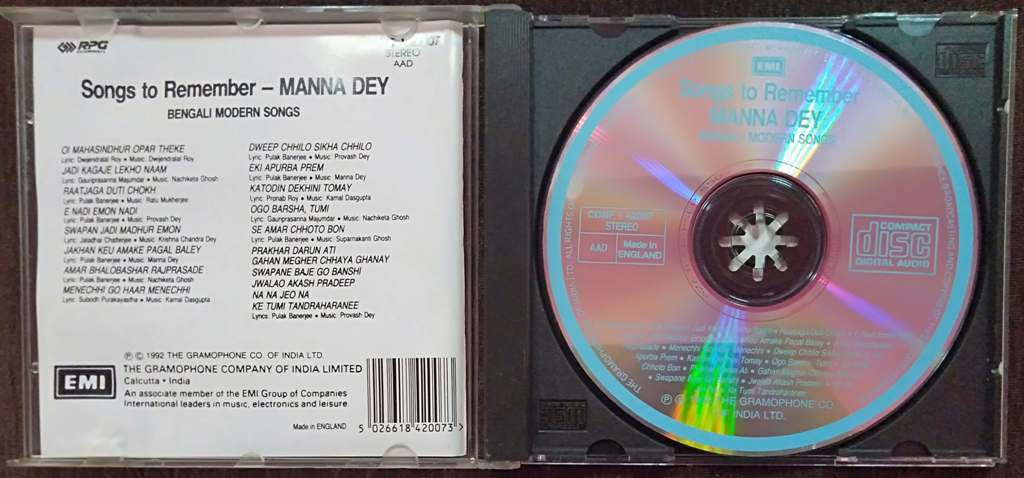 RPG
07
STEREO
AAD
Songs to Remember – MANNA DEY
BENGALI MODERN SONGS
OI MAHASINDHUR OPAR THEKE
Lyric: Dwijendralal Roy • Music: Dwijendralal Roy
JADI KAGAJE LEKHO NAAM
Lyric: Gauriprasanna Majumdar • Music: Nachiketa Ghosh
RAATJAGA DUTI CHOKH
Lyric: Pulak Banerjee • Music: Ratu Mukherjee
E NADI EMON NADI
Lyric: Pulak Banerjee • Music: Provash Dey
SWAPAN JADI MADHUR EMON
Lyric: Jaladhar Chatterjee • Music: Krishna Chandra Dey
JAKHAN KEU AMAKE PAGAL BALEY
Lyric: Pulak Banerjee • Music: Manna Dey
AMAR BHALOBASHAR RAJPRASADE
Lyric: Pulak Banerjee • Music: Nachiketa Ghosh
MENECHHI GO HAAR MENECHHI
Lyric: Subodh Purakayastha • Music: Kamal Dasgupta
DWEEP CHHILO SIKHA CHHILO
Lyric: Pulak Banerjee • Music: Provash Dey
EKI APURBA PREM
Lyric: Pulak Banerjee • Music: Manna Dey
KATODIN DEKHINI TOMAY
Lyric: Pronab Roy • Music: Kamal Dasgupta
OGO BARSHA, TUMI
Lyric: Gauriprasanna Majumdar • Music: Nachiketa Ghosh
SE AMAR CHHOTO BON
Lyric: Pulak Banerjee • Music: Suparnakanti Ghosh
PRAKHAR DARUN ATI
GAHAN MEGHER CHHAYA GHANAY
SWAPANE BAJE GO BANSHI
JWALAO AKASH PRADEEP
NA NA JEO NA
KE TUMI TANDRAHARANEE
Lyrics: Pulak Banerjee • Music: Provash Dey
Ⓟ © 1992 THE GRAMOPHONE CO. OF INDIA LTD.
EMI
THE GRAMOPHONE COMPANY OF INDIA LIMITED
Calcutta • India
An associate member of the EMI Group of Companies
International leaders in music, electronics and leisure.
Made in ENGLAND
5 026618 420073 >
EMI
Songs to Remember
MANNA DEY
BENGALI MODERN SONGS
STEREO
AAD
Made in ENGLAND
COMPACT
disc
DIGITAL AUDIO
Ke Tumi Tandraharanee
Ⓟ © 1992 THE GRAMOPHONE CO.
OF INDIA LTD.